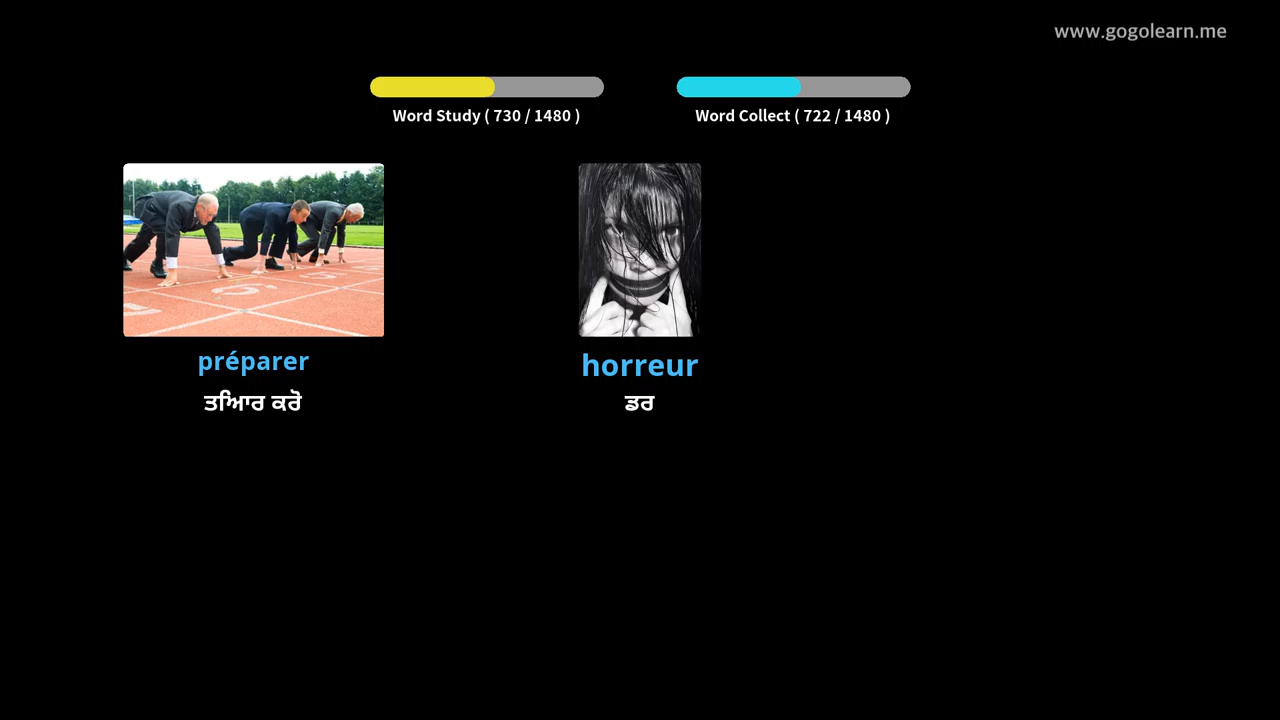 www.gogolearn.me
Word Study ( 730 / 1480 )
Word Collect ( 722 / 1480 )
préparer
horreur
ਤਿਆਰ ਕਰੋ
ਡਰ